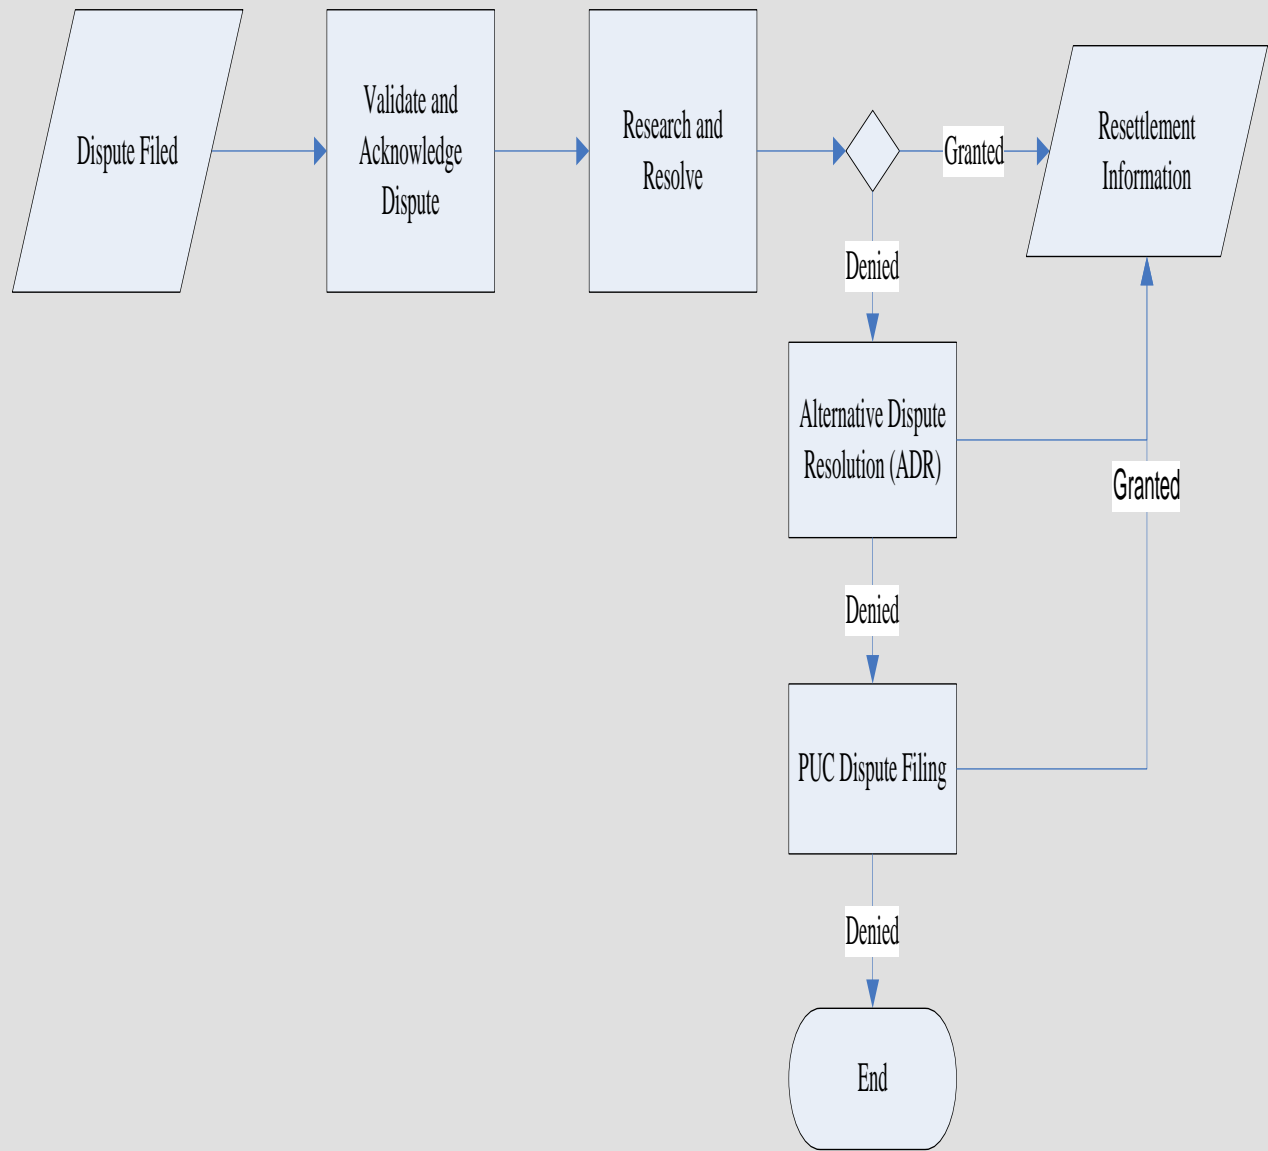 Dispute Filed
Validate and
Acknowledge
Dispute
Research and
Resolve
Granted
Resettlement
Information
Denied
Alternative Dispute
Resolution (ADR)
Granted
Denied
PUC Dispute Filing
Denied
End